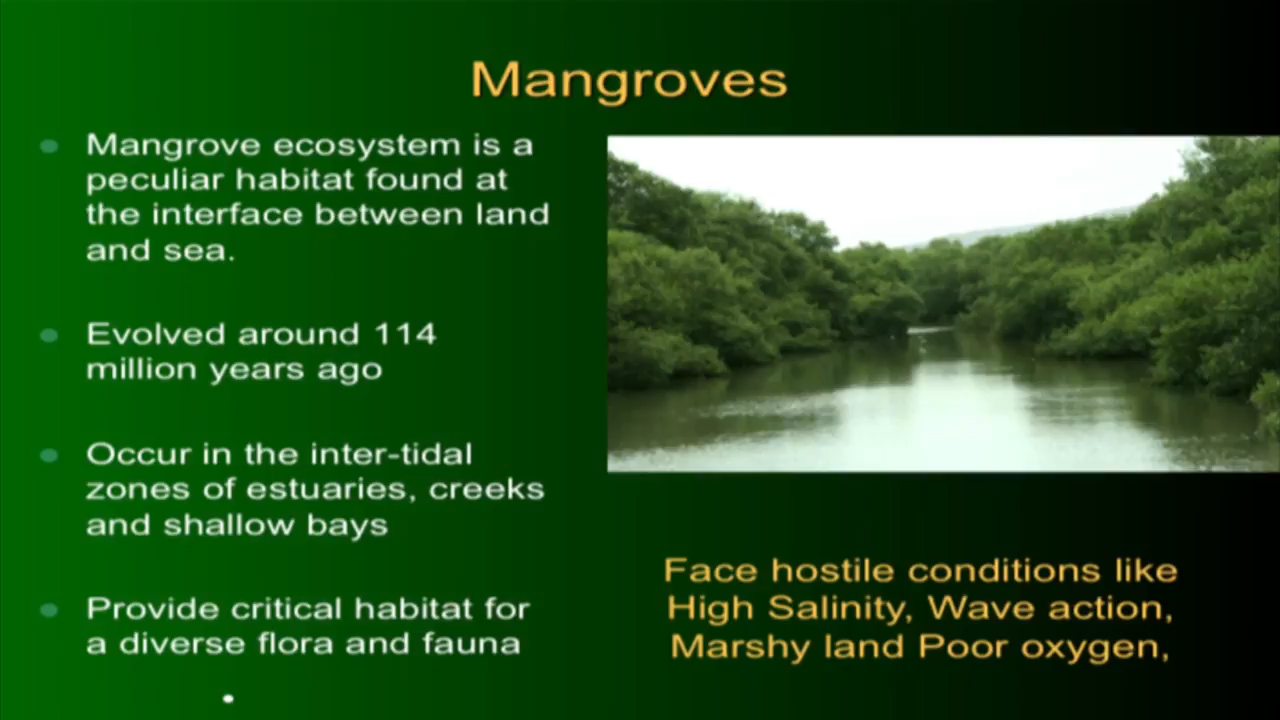 Mangroves
Mangrove ecosystem is a
peculiar habitat found at
the interface between land
and sea.
Evolved around 114
million years ago
Occur in the inter-tidal
zones of estuaries, creeks
and shallow bays
Provide critical habitat for
a diverse flora and fauna
Face hostile conditions like
High Salinity, Wave action,
Marshy land Poor oxygen,